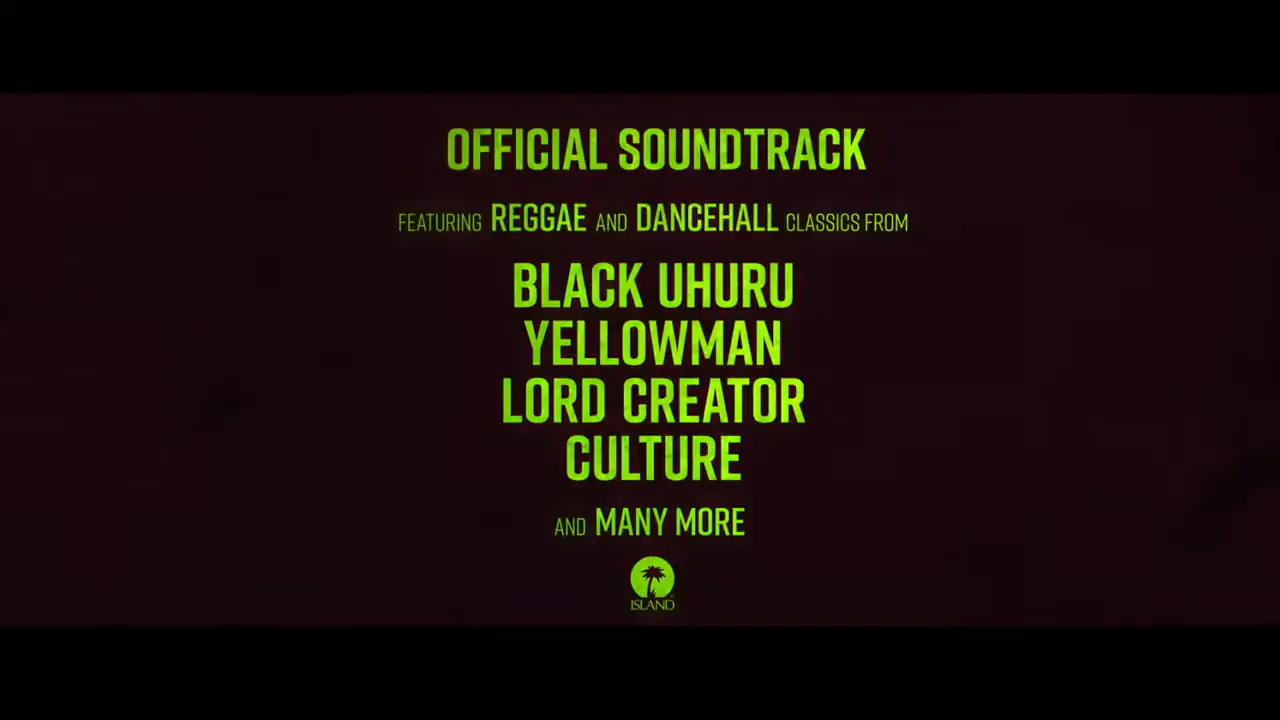 OFFICIAL SOUNDTRACK
FEATURING REGGAE AND DANCEHALL CLASSICS FROM
BLACK UHURU
YELLOWMAN
LORD CREATOR
CULTURE
AND MANY MORE
ISLAND